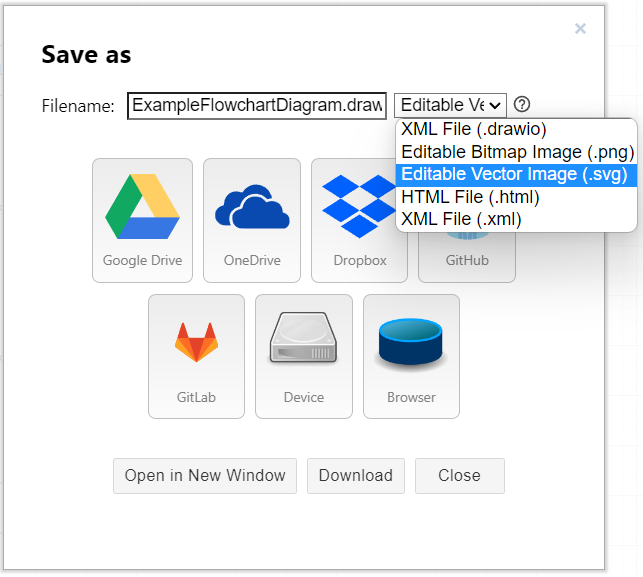 Save as
Filename: ExampleFlowchartDiagram.draw Editable Ve
XML File (.drawio)
Editable Bitmap Image (.png)
Editable Vector Image (.svg)
HTML File (.html)
XML File (.xml)
Google Drive OneDrive Dropbox GitHub
GitLab Device Browser
Open in New Window Download Close